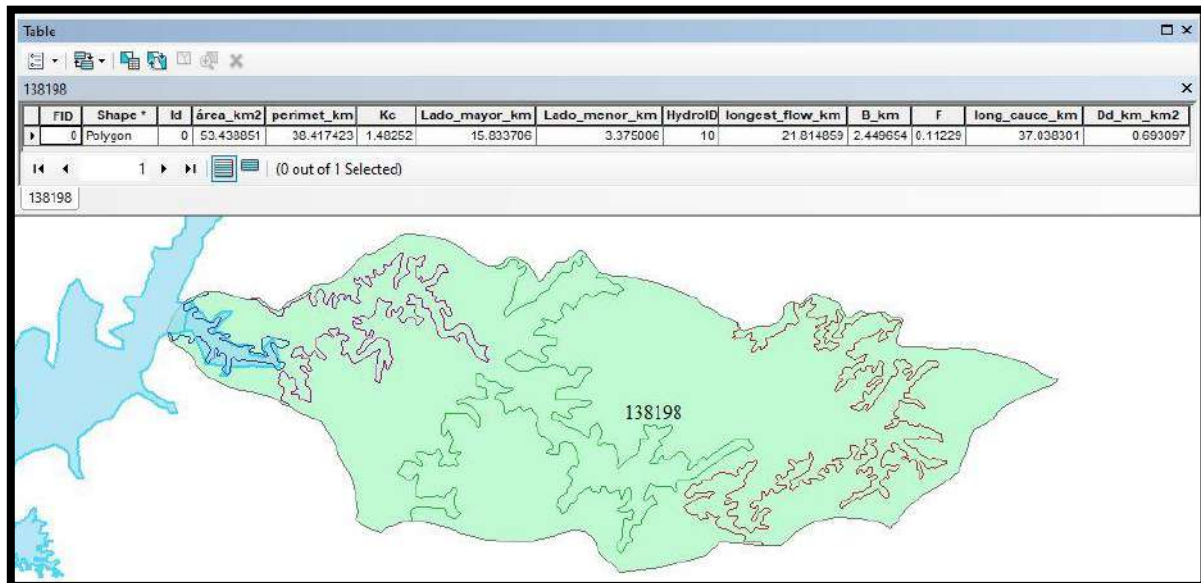 Table
138198
FID Shape * Id área_km2 perimet_km Kc Lado_mayor_km Lado_menor_km HydroID longest_flow_km B_km F long_cauce_km Dd_km_km2
0 Polygon 0 53.438851 38.417423 1.48252 15.833706 3.375006 10 21.814859 2.449654 0.11229 37.038301 0.693097
1 (0 out of 1 Selected)
138198
138198